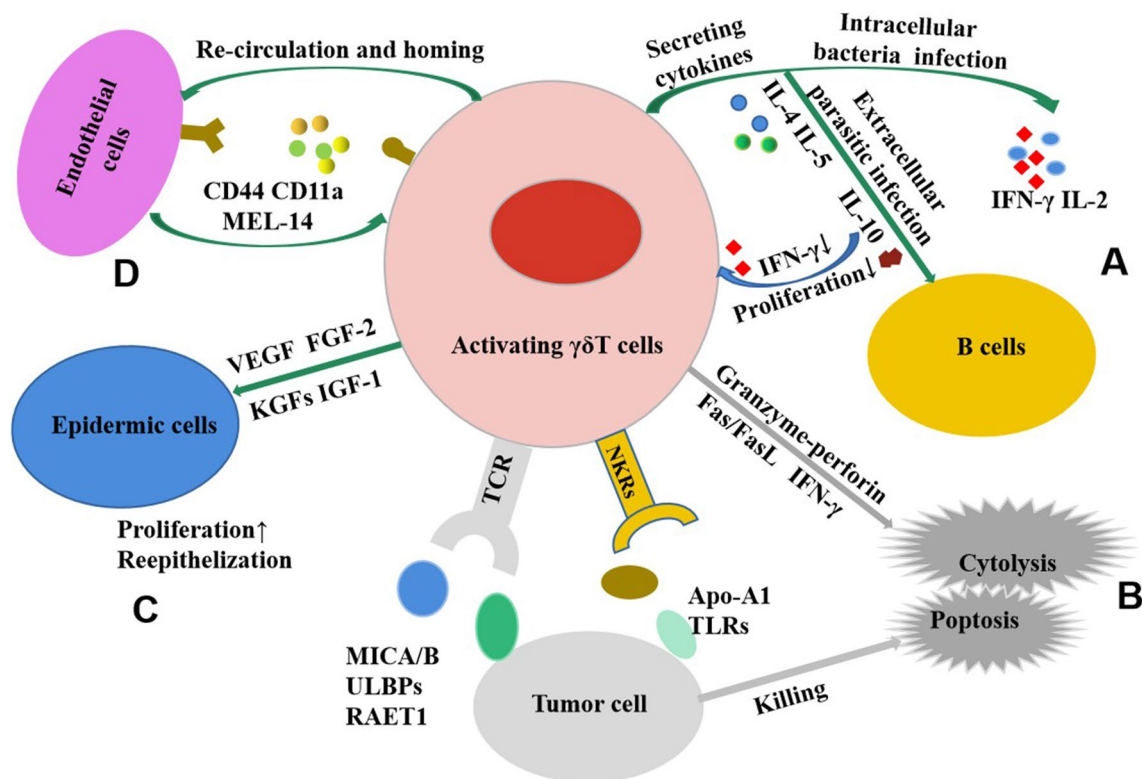 Re-circulation and homing
Endothelial
cells
CD44 CD11a
MEL-14
D
Secreting
cytokines
Intracellular
bacteria infection
IL-4 IL-5
IL-10
Extracellular
parasitic infection
IFN-γ IL-2
A
IFN-γ↓
Proliferation↓
B cells
Activating γδT cells
VEGF FGF-2
KGFs IGF-1
Epidermic cells
Proliferation↑
Reepithelization
C
TCR
NKRs
Granzyme-perforin
Fas/FasL IFN-γ
Cytolysis
Poptosis
B
MICA/B
ULBPs
RAET1
Apo-A1
TLRs
Tumor cell
Killing